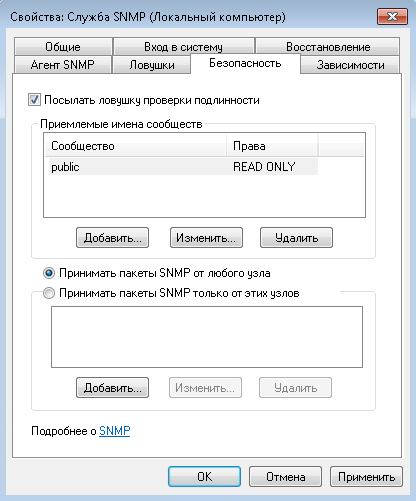 Свойства: Служба SNMP (Локальный компьютер)
Общие Вход в систему Восстановление
Агент SNMP Ловушки Безопасность Зависимости
Посылать ловушку проверки подлинности
Приемлемые имена сообществ
Сообщество Права
public READ ONLY
Добавить... Изменить... Удалить
Принимать пакеты SNMP от любого узла
Принимать пакеты SNMP только от этих узлов
Добавить... Изменить... Удалить
Подробнее о SNMP
OK Отмена Применить